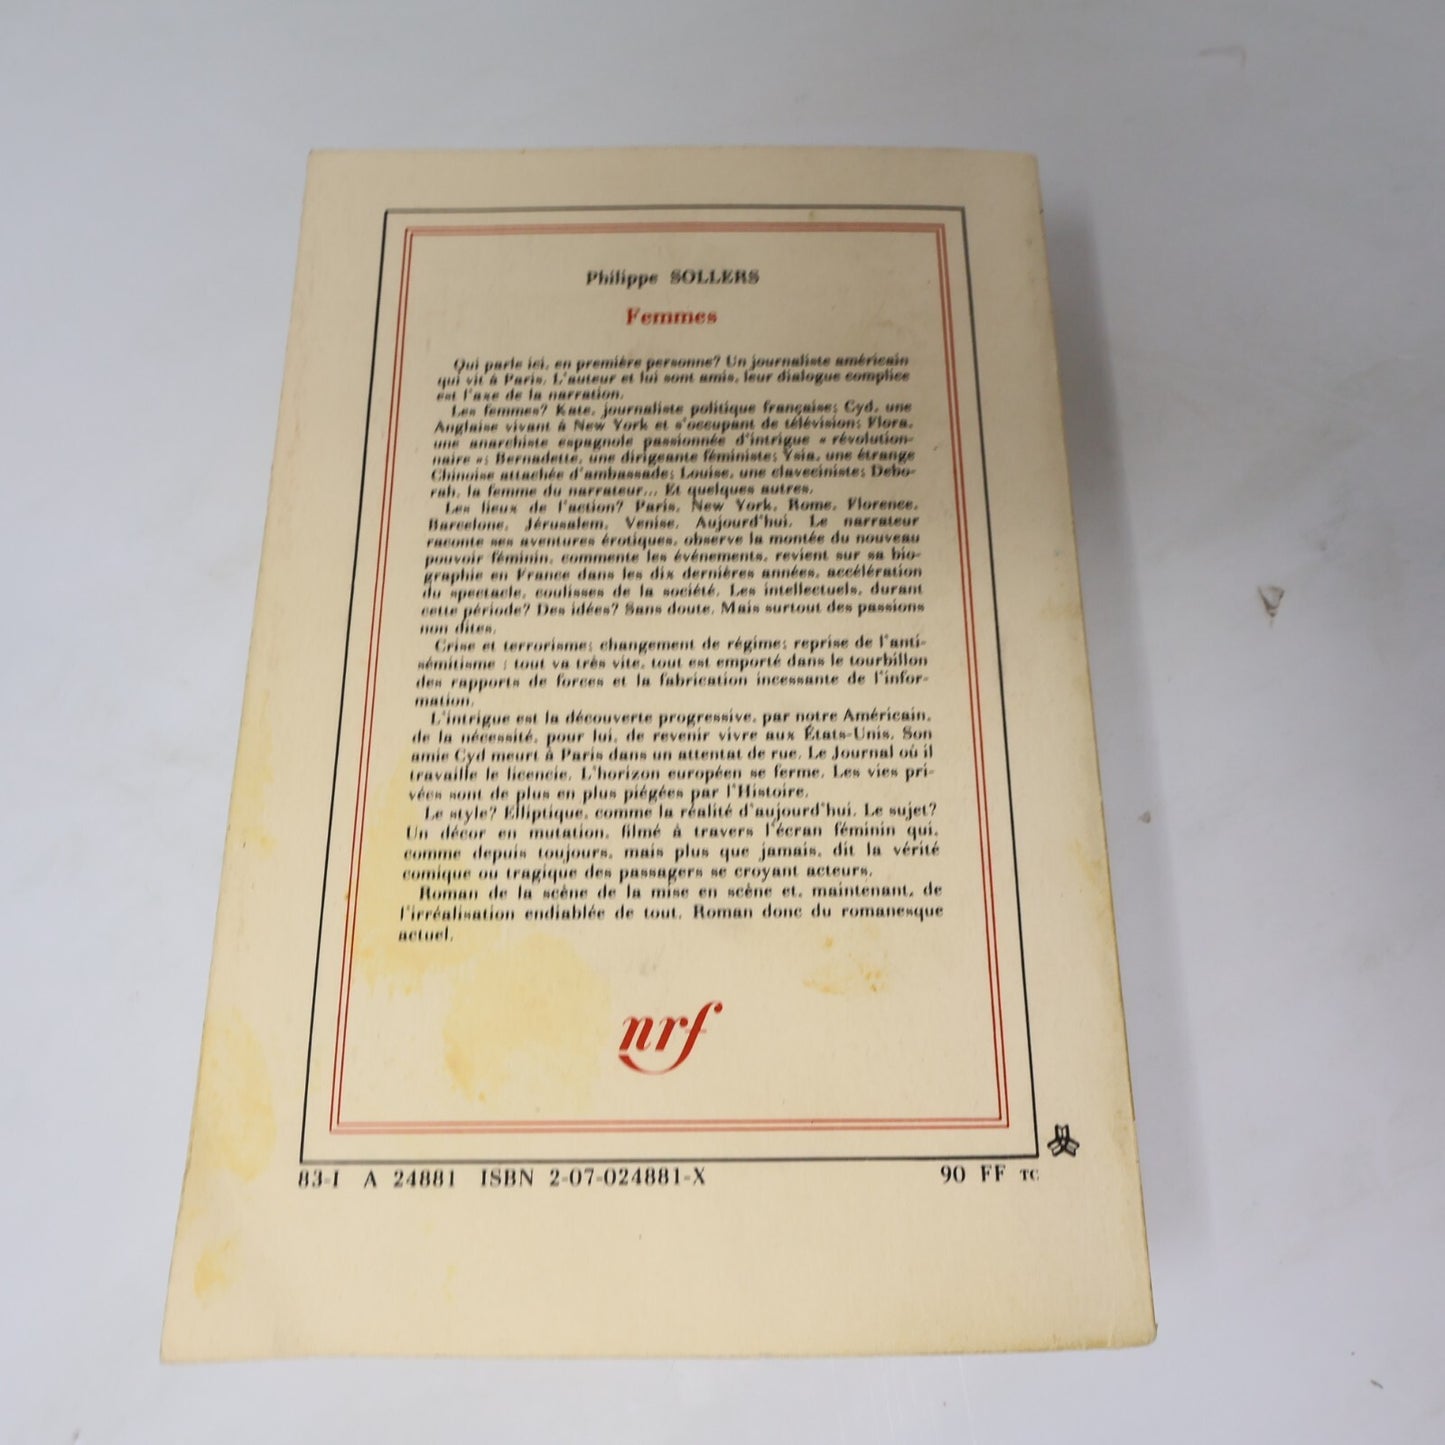 Philippe SOLLERS
Femmes
Qui parle ici, en première personne? Un journaliste américain
qui vit à Paris. L'auteur et lui sont amis, leur dialogue complice
est l'axe de la narration.
Les femmes? Kate, journaliste politique française; Cyd, une
Anglaise vivant à New York et s'occupant de télévision; Flora,
une anarchiste espagnole passionnée d'intrigue « révolution-
naire »; Bernadette, une dirigeante féministe; Ysia, une étrange
Chinoise attachée d'ambassade; Louise, une claveciniste; Debo-
rah, la femme du narrateur... Et quelques autres.
Les lieux de l'action? Paris, New York, Rome, Florence,
Barcelone, Jérusalem, Venise. Aujourd'hui. Le narrateur
raconte ses aventures érotiques, observe la montée du nouveau
pouvoir féminin, commente les événements, revient sur sa bio-
graphie en France dans les dix dernières années, accélération
du spectacle, coulisses de la société. Les intellectuels, durant
cette période? Des idées? Sans doute. Mais surtout des passions
non dites.
Crise et terrorisme; changement de régime; reprise de l'anti-
sémitisme : tout va très vite, tout est emporté dans le tourbillon
des rapports de forces et la fabrication incessante de l'infor-
mation.
L'intrigue est la découverte progressive, par notre Américain,
de la nécessité, pour lui, de revenir vivre aux États-Unis. Son
amie Cyd meurt à Paris dans un attentat de rue. Le Journal où il
travaille le licencie. L'horizon européen se ferme. Les vies pri-
vées sont de plus en plus piégées par l'Histoire.
Le style? Elliptique, comme la réalité d'aujourd'hui. Le sujet?
Un décor en mutation, filmé à travers l'écran féminin qui,
comme depuis toujours, mais plus que jamais, dit la vérité
comique ou tragique des passagers se croyant acteurs.
Roman de la scène de la mise en scène et, maintenant, de
l'irréalisation endiablée de tout. Roman donc du romanesque
actuel.
nrf
83-I A 24881 ISBN 2-07-024881-X 90 FF TC